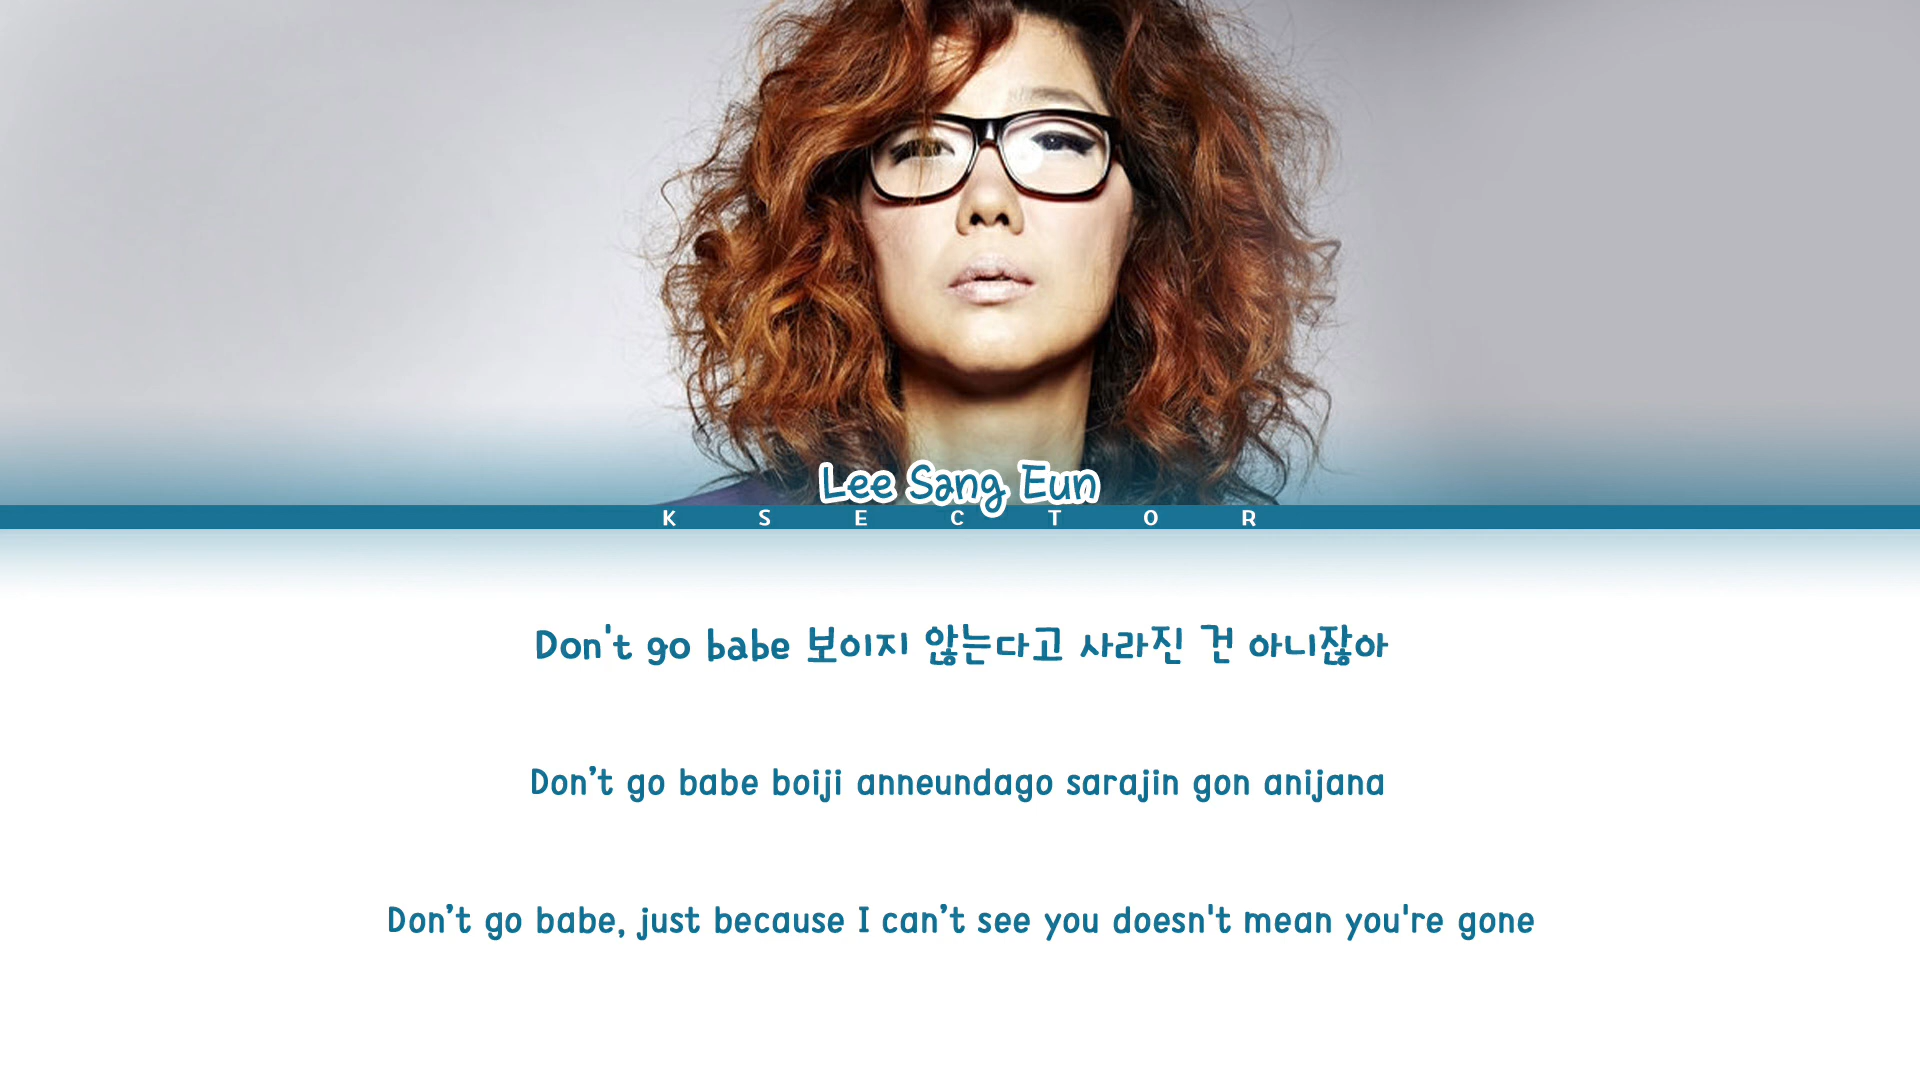 Lee Sang Eun
K S E C T O R
Don't go babe 보이지 않는다고 사라진 건 아니잖아
Don’t go babe boiji anneundago sarajin gon anijana
Don’t go babe, just because I can’t see you doesn't mean you're gone